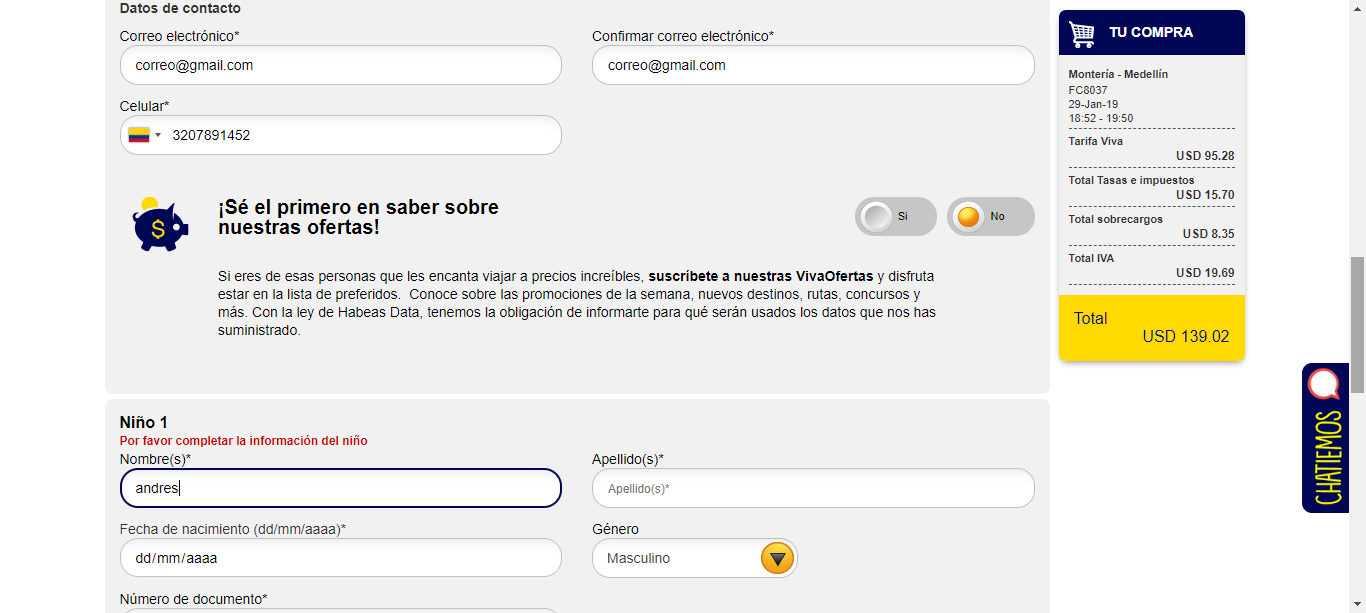 Datos de contacto
Correo electrónico* Confirmar correo electrónico*
correo@gmail.com correo@gmail.com
Celular*
3207891452
¡Sé el primero en saber sobre
nuestras ofertas!
Si No
Si eres de esas personas que les encanta viajar a precios increíbles, suscríbete a nuestras VivaOfertas y disfruta
estar en la lista de preferidos. Conoce sobre las promociones de la semana, nuevos destinos, rutas, concursos y
más. Con la ley de Habeas Data, tenemos la obligación de informarte para qué serán usados los datos que nos has
suministrado.
Niño 1
Por favor completar la información del niño
Nombre(s)* Apellido(s)*
andres Apellido(s)*
Fecha de nacimiento (dd/mm/aaaa)* Género
dd/mm/aaaa Masculino
Número de documento*
TU COMPRA
Montería - Medellín
FC8037
29-Jan-19
18:52 - 19:50
Tarifa Viva
USD 95.28
Total Tasas e impuestos
USD 15.70
Total sobrecargos
USD 8.35
Total IVA
USD 19.69
Total
USD 139.02
CHATIEMOS